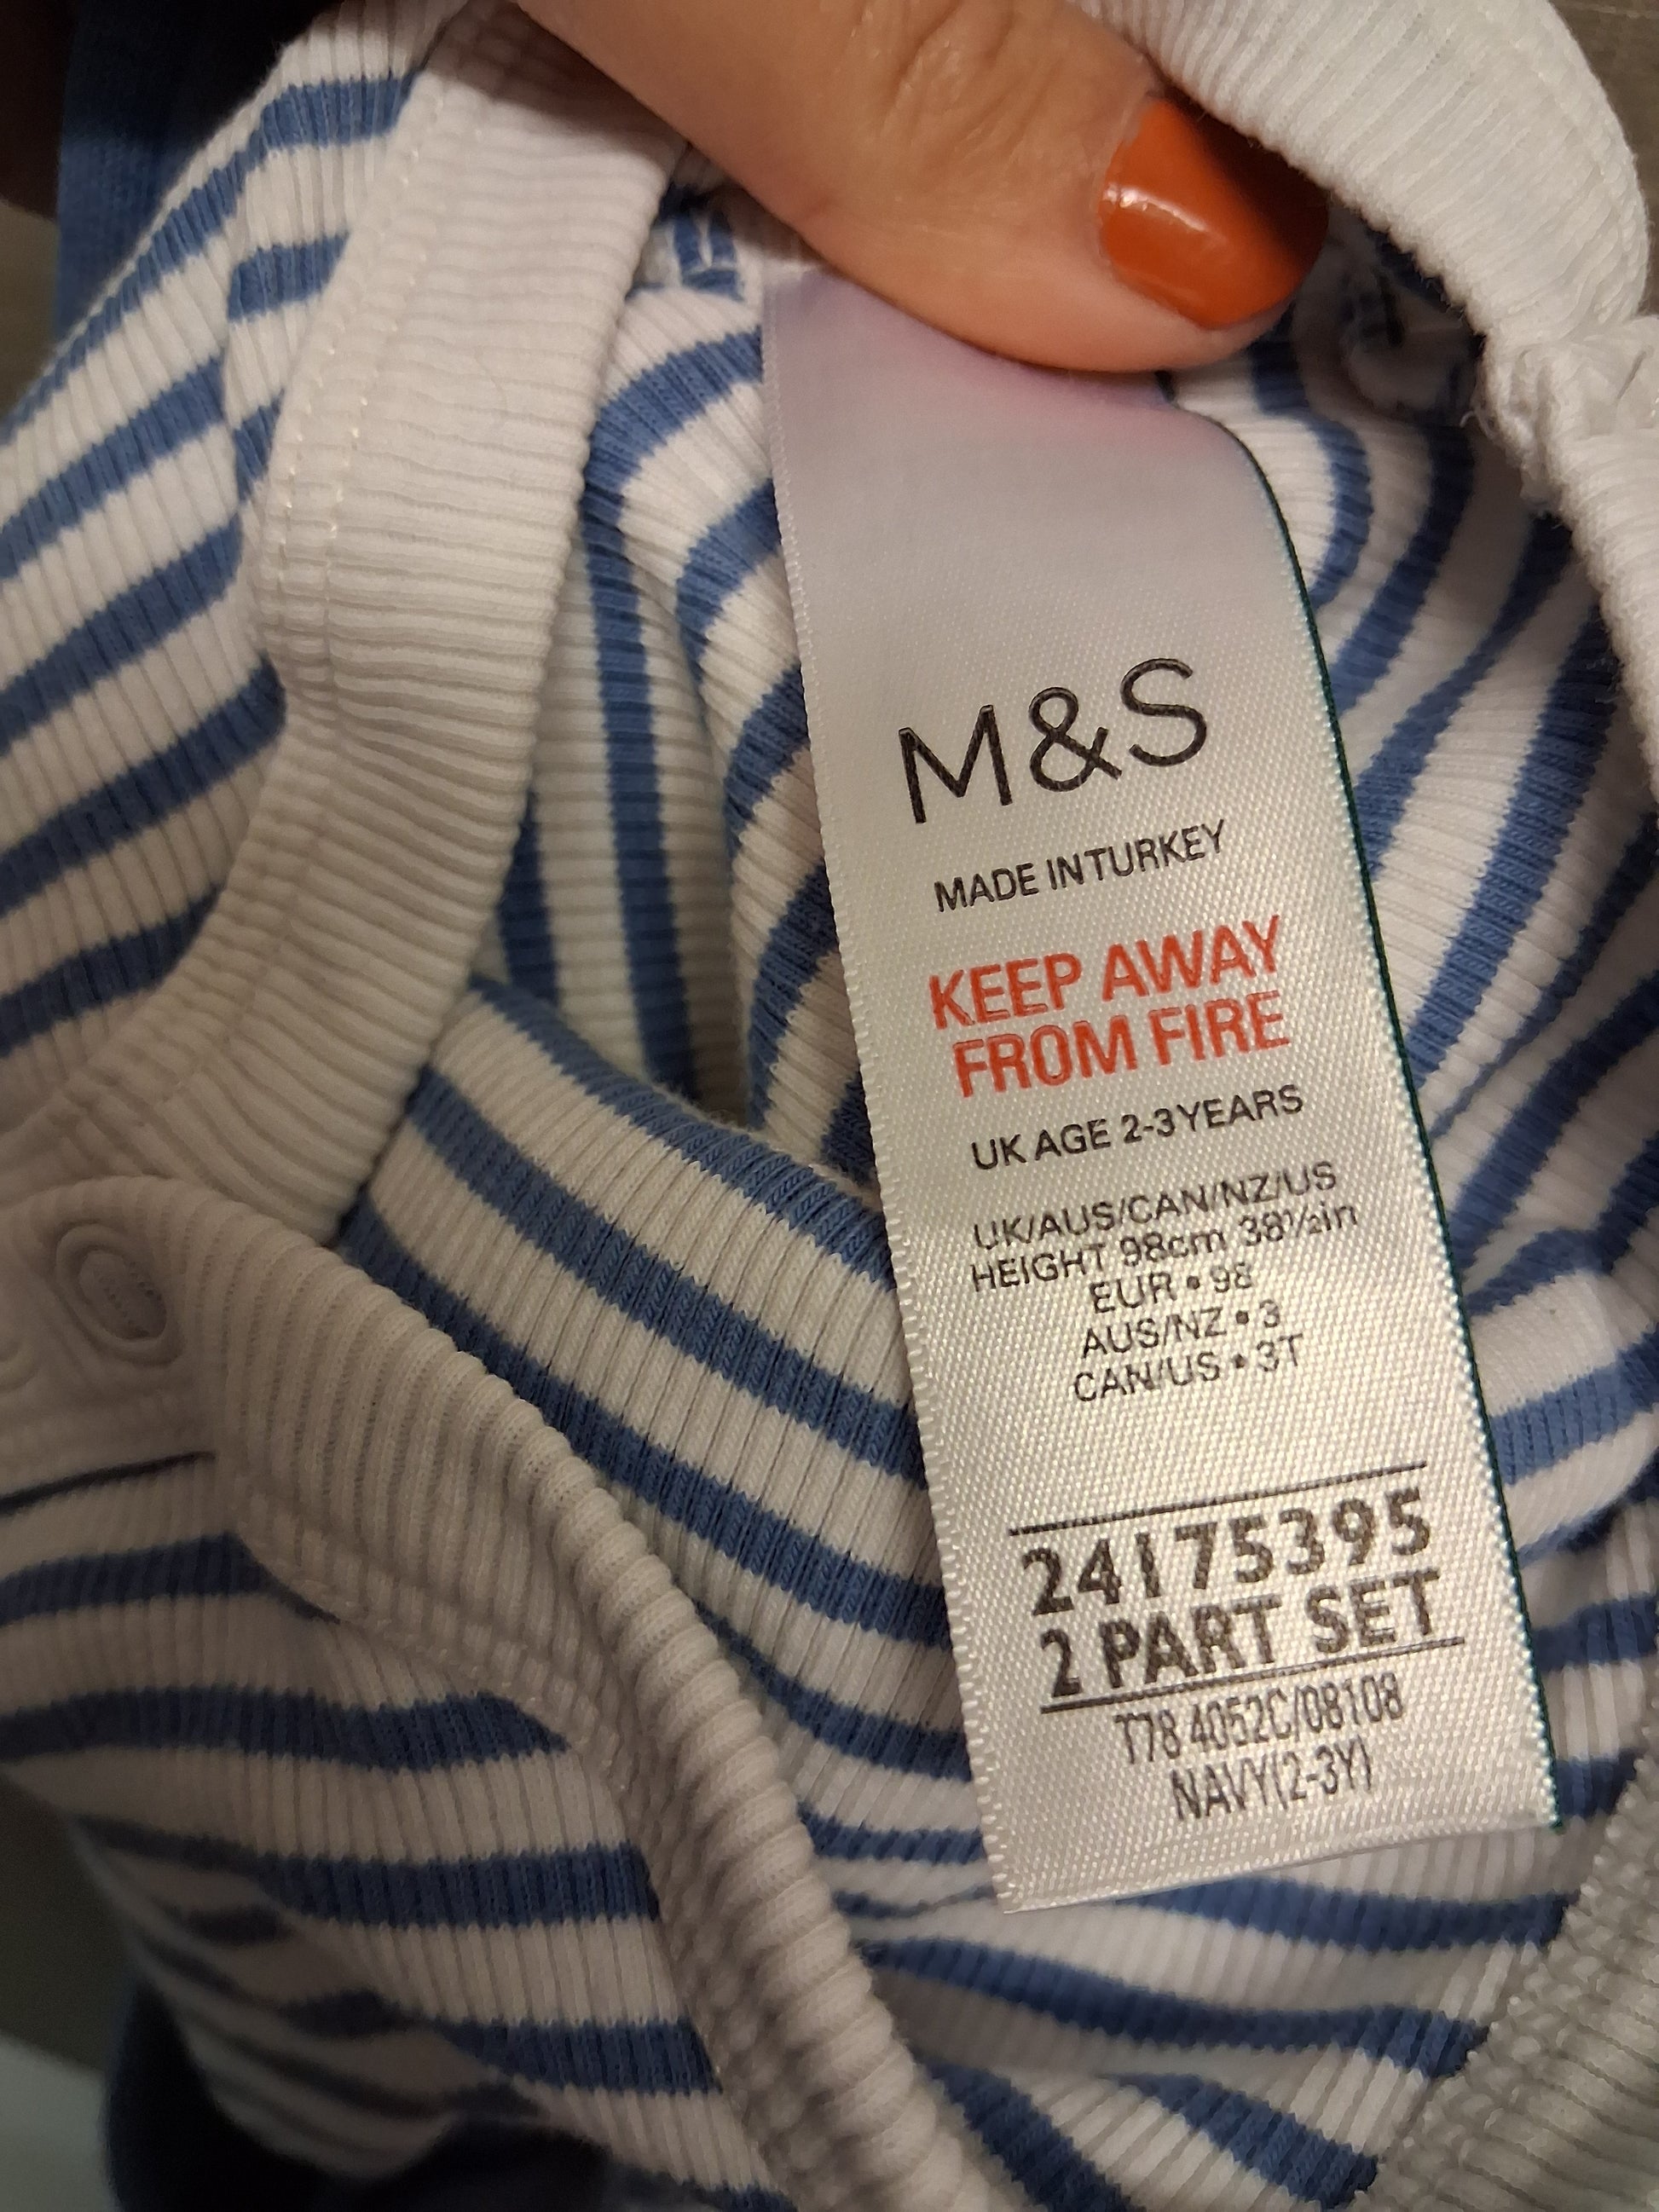 M&S
MADE IN TURKEY
KEEP AWAY
FROM FIRE
UK AGE 2-3 YEARS
UK/AUS/CAN/NZ/US
HEIGHT 98cm 38½in
EUR • 98
AUS/NZ • 3
CAN/US • 3T
24175395
2 PART SET
T78 4052C/08108
NAVY(2-3Y)